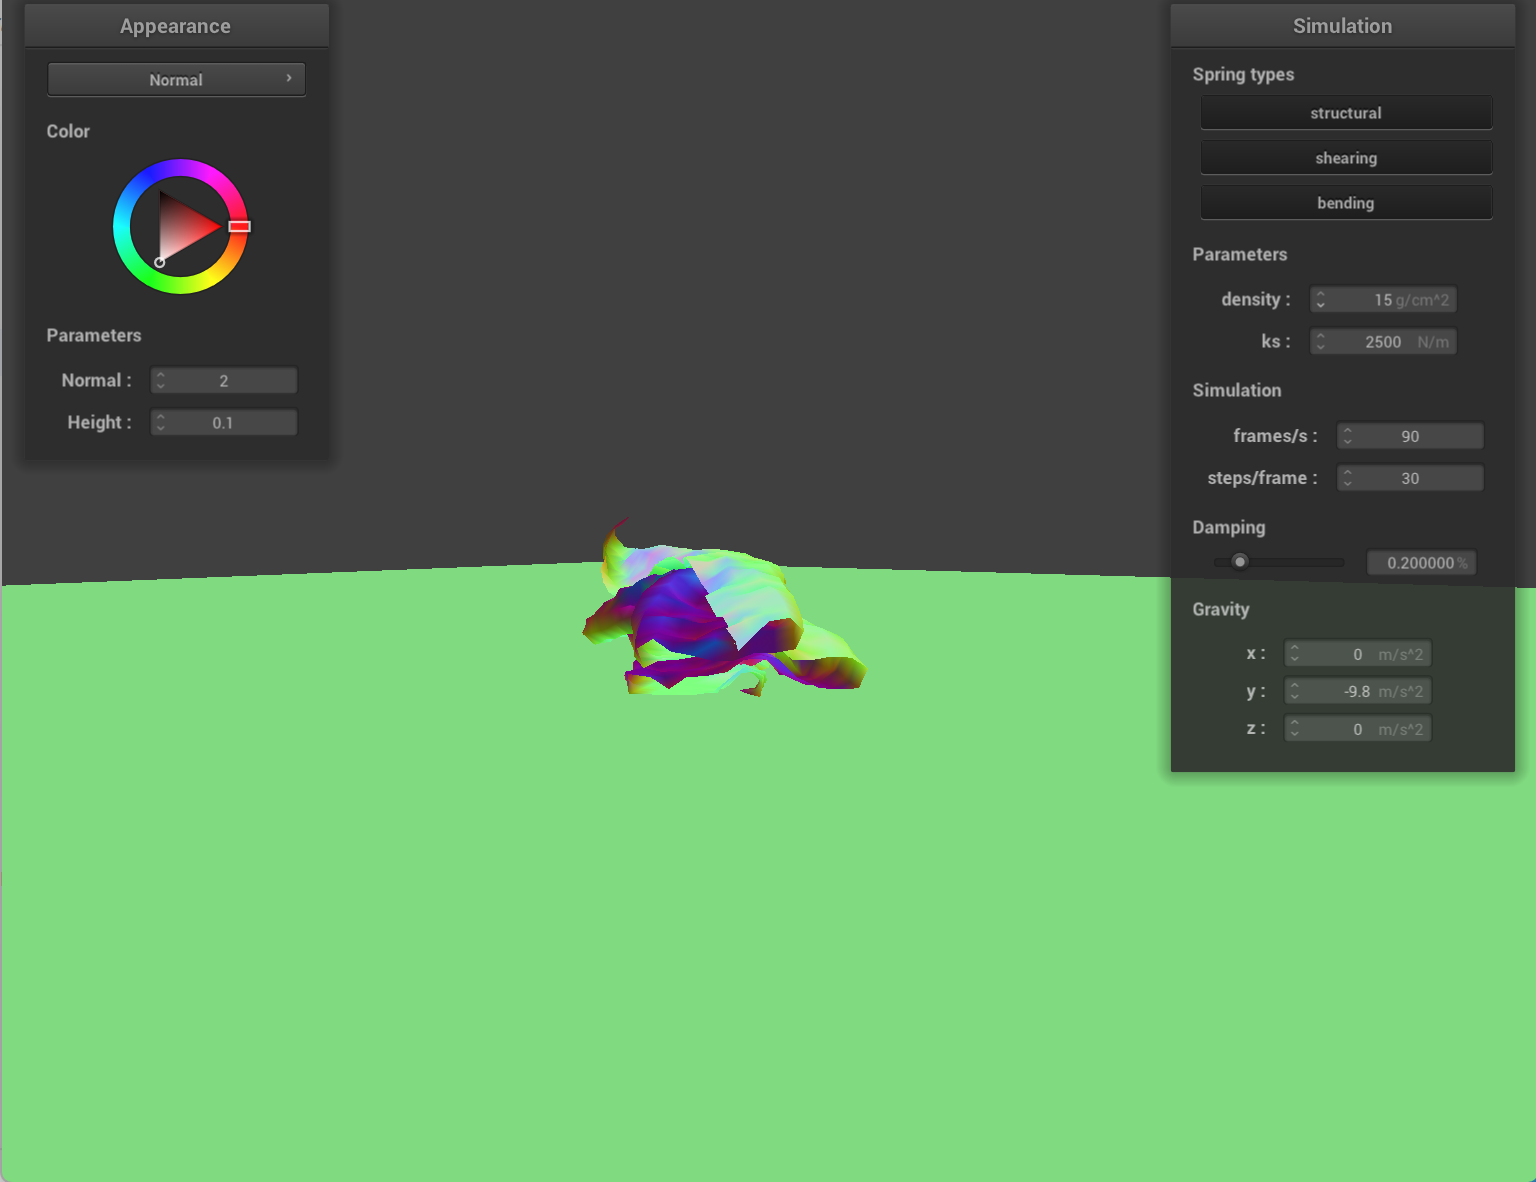 Appearance
Normal
Color
Parameters
Normal : 2
Height : 0.1
Simulation
Spring types
structural
shearing
bending
Parameters
density : 15 g/cm^2
ks : 2500 N/m
Simulation
frames/s : 90
steps/frame : 30
Damping
0.200000 %
Gravity
x : 0 m/s^2
y : -9.8 m/s^2
z : 0 m/s^2